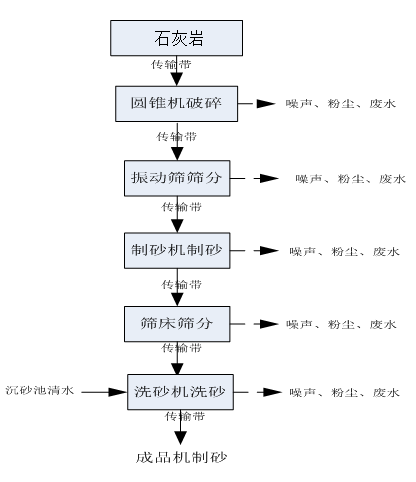 石灰岩
传输带
圆锥机破碎
噪声、粉尘、废水
传输带
振动筛筛分
噪声、粉尘、废水
传输带
制砂机制砂
噪声、粉尘、废水
传输带
筛床筛分
噪声、粉尘、废水
传输带
沉砂池清水
洗砂机洗砂
噪声、粉尘、废水
传输带
成品机制砂